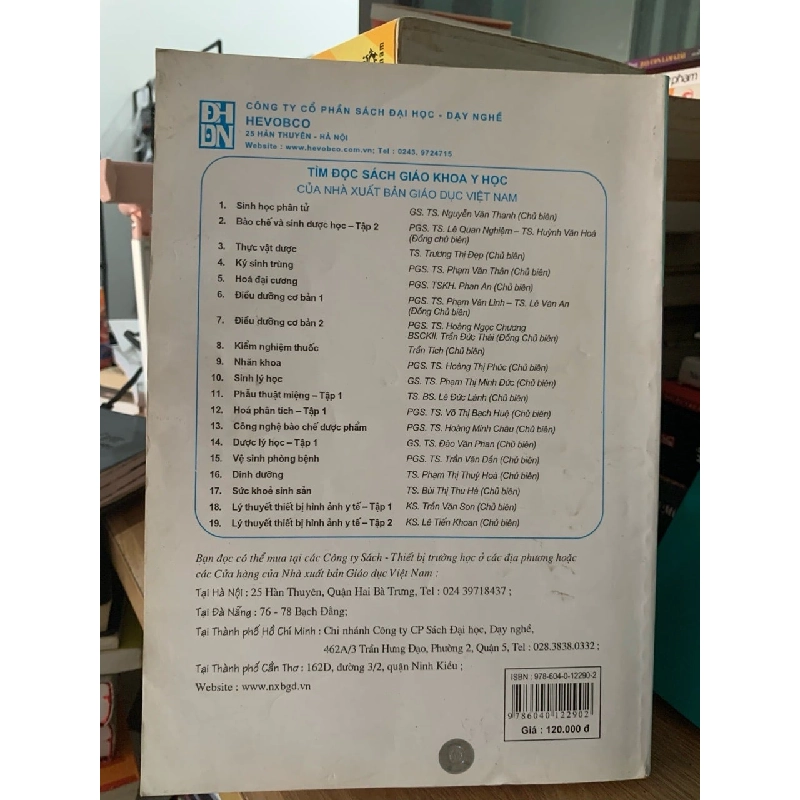 ĐH
DN
CÔNG TY CỔ PHẦN SÁCH ĐẠI HỌC - DẠY NGHỀ
HEVOBCO
25 HÀN THUYÊN - HÀ NỘI
Website : www.hevobco.com.vn; Tel : 0243. 9724715
TÌM ĐỌC SÁCH GIÁO KHOA Y HỌC
CỦA NHÀ XUẤT BẢN GIÁO DỤC VIỆT NAM
1. Sinh học phân tử GS. TS. Nguyễn Văn Thanh (Chủ biên)
2. Bào chế và sinh dược học – Tập 2 PGS. TS. Lê Quan Nghiệm – TS. Huỳnh Văn Hoá
(Đồng chủ biên)
3. Thực vật dược TS. Trương Thị Đẹp (Chủ biên)
4. Ký sinh trùng PGS. TS. Phạm Văn Thân (Chủ biên)
5. Hoá đại cương PGS. TSKH. Phan An (Chủ biên)
6. Điều dưỡng cơ bản 1 PGS. TS. Phạm Văn Lình – TS. Lê Văn An
(Đồng Chủ biên)
7. Điều dưỡng cơ bản 2 PGS. TS. Hoàng Ngọc Chương
BSCKII. Trần Đức Thái (Đồng Chủ biên)
8. Kiểm nghiệm thuốc Trần Tích (Chủ biên)
9. Nhãn khoa PGS. TS. Hoàng Thị Phúc (Chủ biên)
10. Sinh lý học GS. TS. Phạm Thị Minh Đức (Chủ biên)
11. Phẫu thuật miệng – Tập 1 TS. BS. Lê Đức Lánh (Chủ biên)
12. Hoá phân tích – Tập 1 PGS. TS. Võ Thị Bạch Huệ (Chủ biên)
13. Công nghệ bào chế dược phẩm PGS. TS. Hoàng Minh Châu (Chủ biên)
14. Dược lý học – Tập 1 GS. TS. Đào Văn Phan (Chủ biên)
15. Vệ sinh phòng bệnh PGS. TS. Trần Văn Dần (Chủ biên)
16. Dinh dưỡng TS. Phạm Thị Thuý Hoà (Chủ biên)
17. Sức khoẻ sinh sản TS. Bùi Thị Thu Hà (Chủ biên)
18. Lý thuyết thiết bị hình ảnh y tế – Tập 1 KS. Trần Văn Son (Chủ biên)
19. Lý thuyết thiết bị hình ảnh y tế – Tập 2 KS. Lê Tiến Khoan (Chủ biên)
Bạn đọc có thể mua tại các Công ty Sách - Thiết bị trường học ở các địa phương hoặc
các Cửa hàng của Nhà xuất bản Giáo dục Việt Nam :
Tại Hà Nội : 25 Hàn Thuyên, Quận Hai Bà Trưng, Tel : 024 39718437 ;
Tại Đà Nẵng : 76 - 78 Bạch Đằng;
Tại Thành phố Hồ Chí Minh : Chi nhánh Công ty CP Sách Đại học, Dạy nghề,
462A/3 Trần Hưng Đạo, Phường 2, Quận 5, Tel : 028.3838.0332 ;
Tại Thành phố Cần Thơ : 162D, đường 3/2, quận Ninh Kiều ;
Website : www.nxbgd.vn
ISBN : 978-604-0-12290-2
9 786040 122902
Giá : 120.000 đ